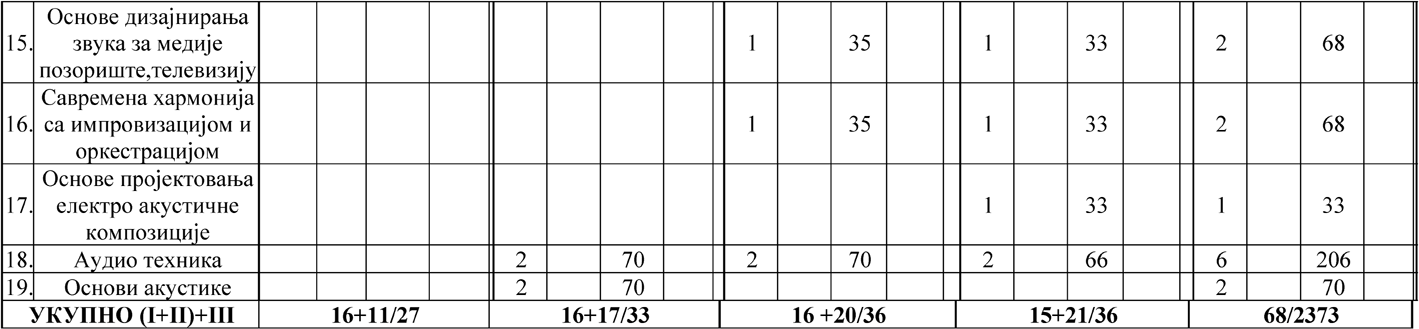 15. Основе дизајнирања
звука за медије
позориште,телевизију 1 35 1 33 2 68
16. Савремена хармонија
са импровизацијом и
оркестрацијом 1 35 1 33 2 68
17. Основе пројектовања
електро акустичне
композиције 1 33 1 33
18. Аудио техника 2 70 2 70 2 66 6 206
19. Основи акустике 2 70 2 70
УКУПНО (I+II)+III 16+11/27 16+17/33 16 +20/36 15+21/36 68/2373